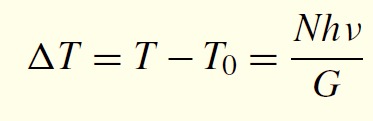 ΔT = T − T₀ = Nhν / G